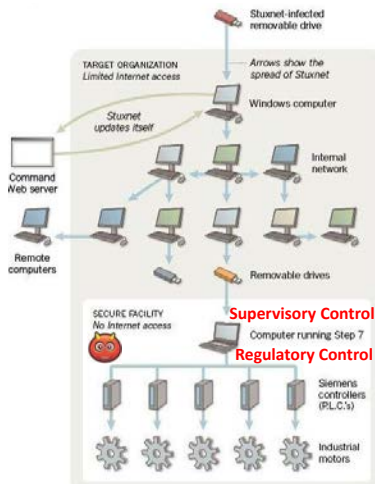 Stuxnet-infected
removable drive
TARGET ORGANIZATION
Limited Internet access
Arrows show the
spread of Stuxnet
Windows computer
Stuxnet
updates itself
Command
Web server
Internal
network
Remote
computers
Removable drives
SECURE FACILITY
No Internet access
Supervisory Control
Computer running Step 7
Regulatory Control
Siemens
controllers
(P.L.C.'s)
Industrial
motors